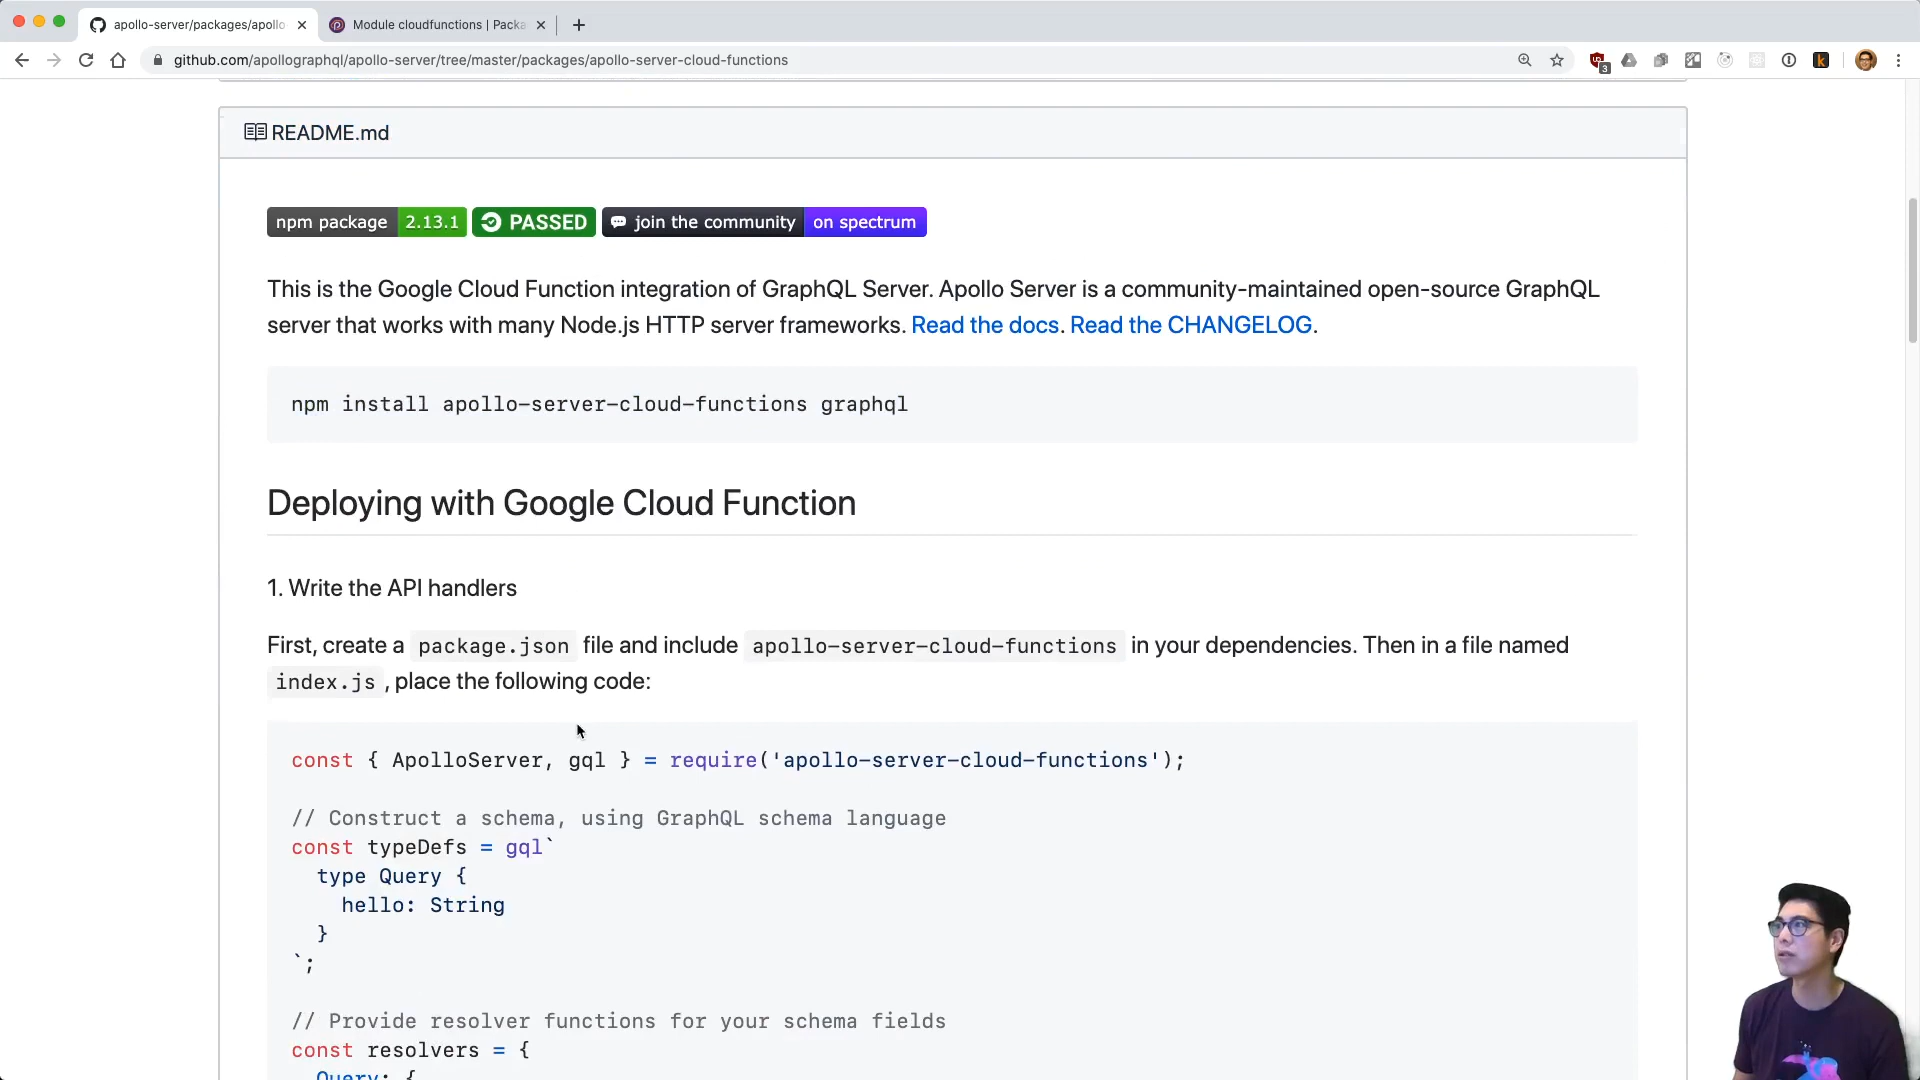 apollo-server/packages/apollo
Module cloudfunctions | Packa
github.com/apollographql/apollo-server/tree/master/packages/apollo-server-cloud-functions
3
k
README.md
npm package 2.13.1 PASSED join the community on spectrum
This is the Google Cloud Function integration of GraphQL Server. Apollo Server is a community-maintained open-source GraphQL
server that works with many Node.js HTTP server frameworks. Read the docs. Read the CHANGELOG.
npm install apollo-server-cloud-functions graphql
Deploying with Google Cloud Function
1. Write the API handlers
First, create a package.json file and include apollo-server-cloud-functions in your dependencies. Then in a file named
index.js , place the following code:
const { ApolloServer, gql } = require('apollo-server-cloud-functions');
// Construct a schema, using GraphQL schema language
const typeDefs = gql`
type Query {
hello: String
}
`;
// Provide resolver functions for your schema fields
const resolvers = {
Query: {